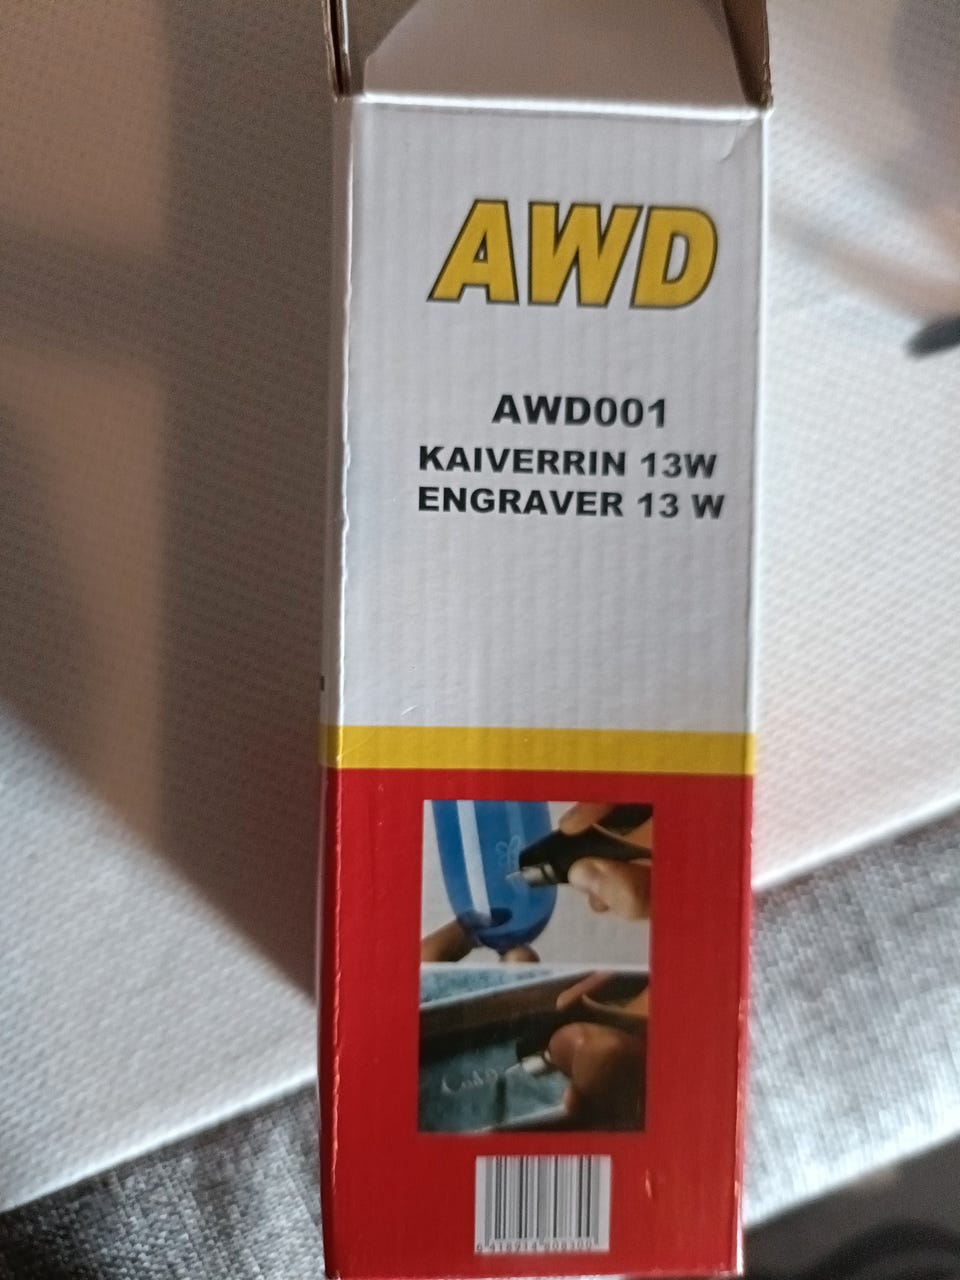 AWD
AWD001
KAIVERRIN 13W
ENGRAVER 13 W